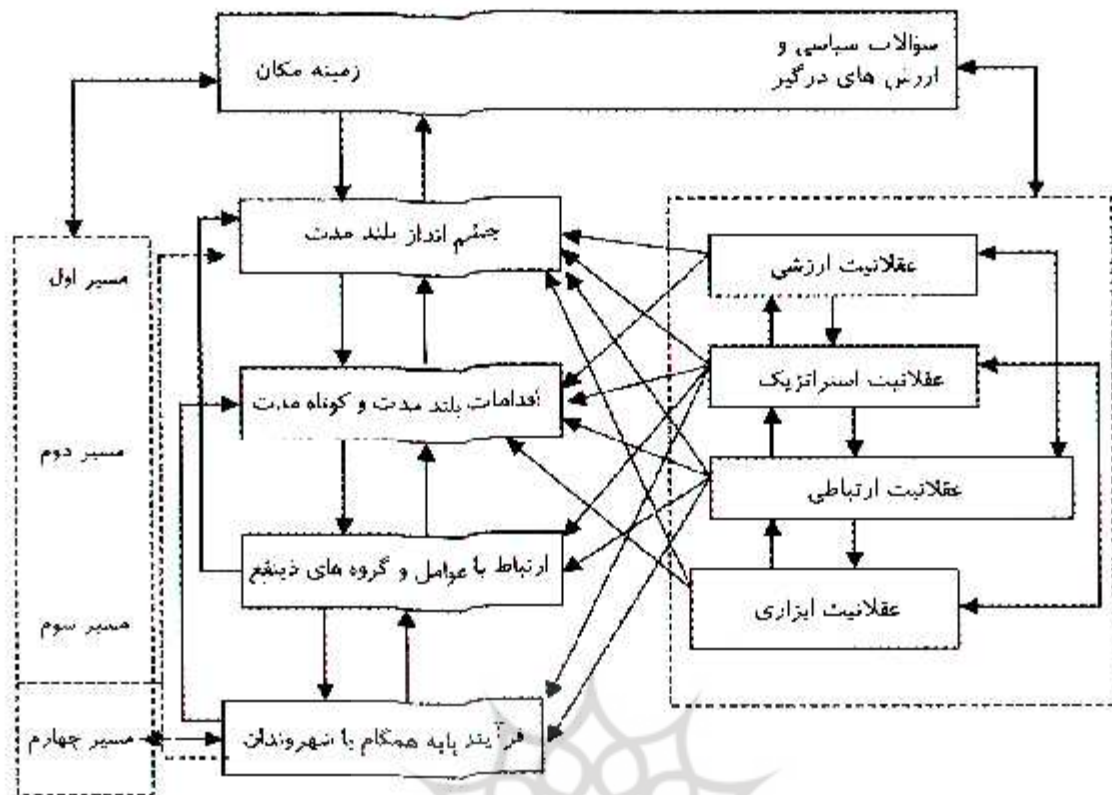 سؤالات سیاسی و
ارزش های درگیر
زمینه مکان
چشم انداز بلند مدت
مسیر اول
عقلانیت ارزشی
عقلانیت استراتژیک
اقدامات بلند مدت و کوتاه مدت
مسیر دوم
عقلانیت ارتباطی
ارتباط با عوامل و گروه های ذینفع
عقلانیت ابزاری
مسیر سوم
فرآیند پایه همگام با شهروندان
مسیر چهارم